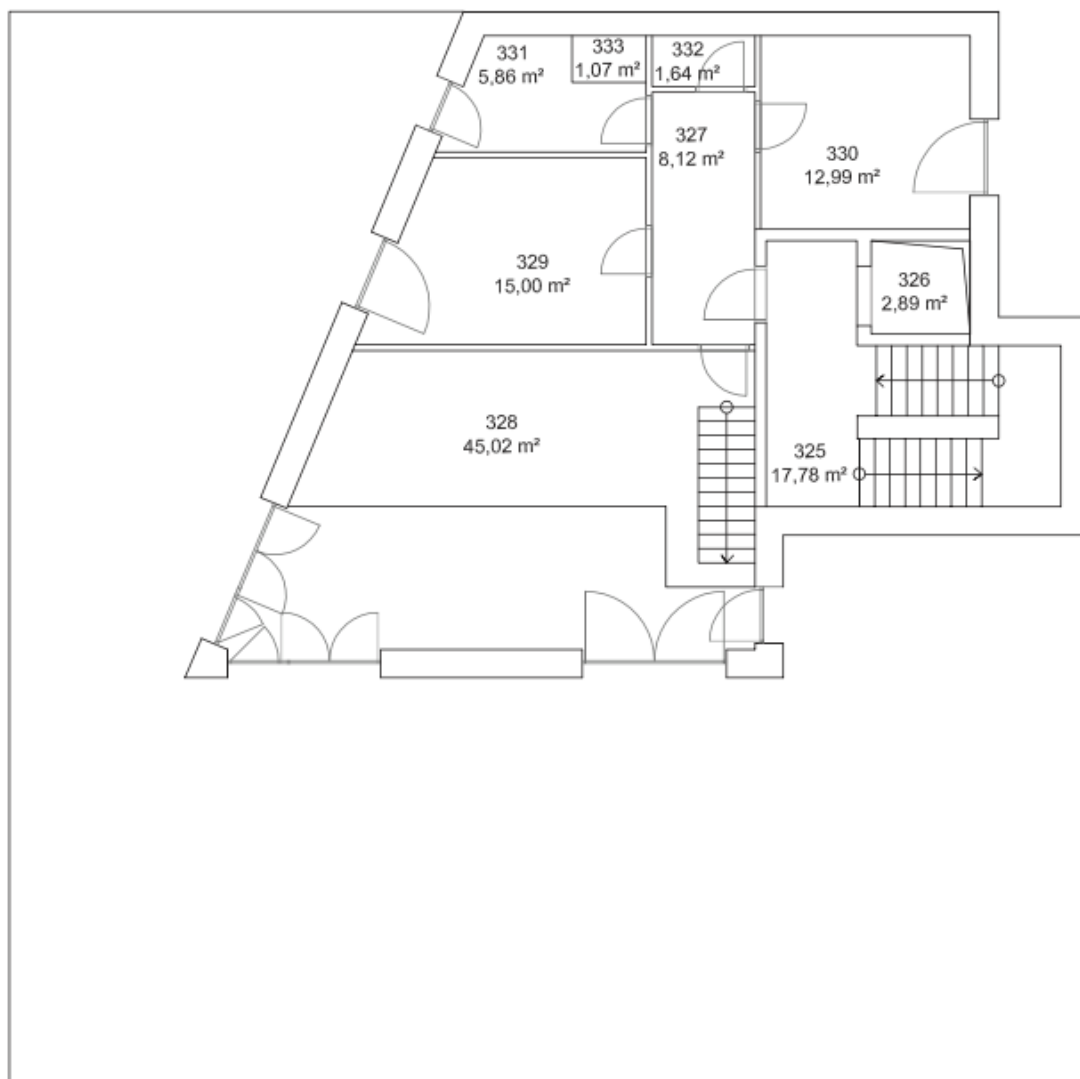 331
5,86 m²
333
1,07 m²
332
1,64 m²
327
8,12 m²
330
12,99 m²
329
15,00 m²
326
2,89 m²
328
45,02 m²
325
17,78 m²